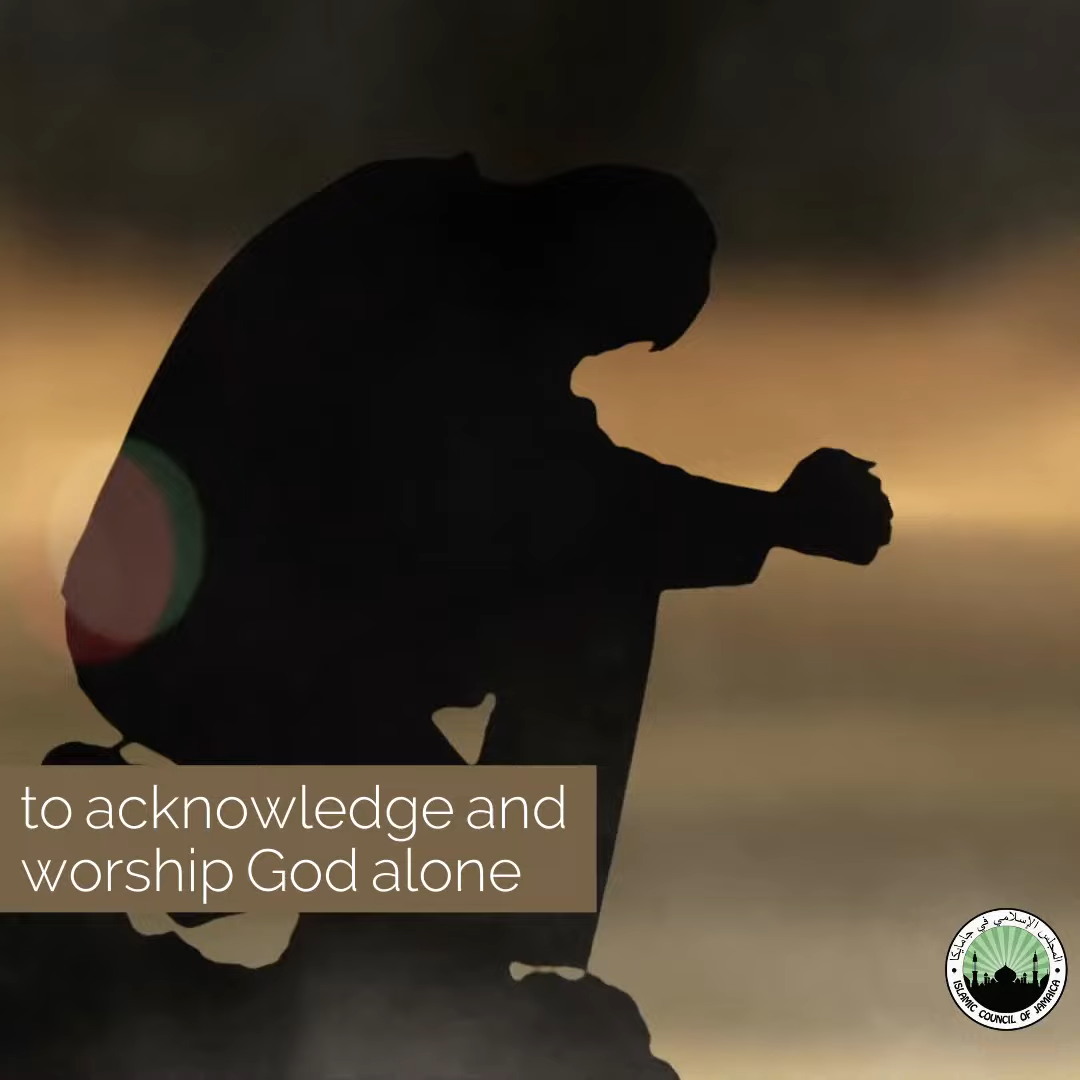 to acknowledge and
worship God alone
المجلس الإسلامي في جامايكا
ISLAMIC COUNCIL OF JAMAICA